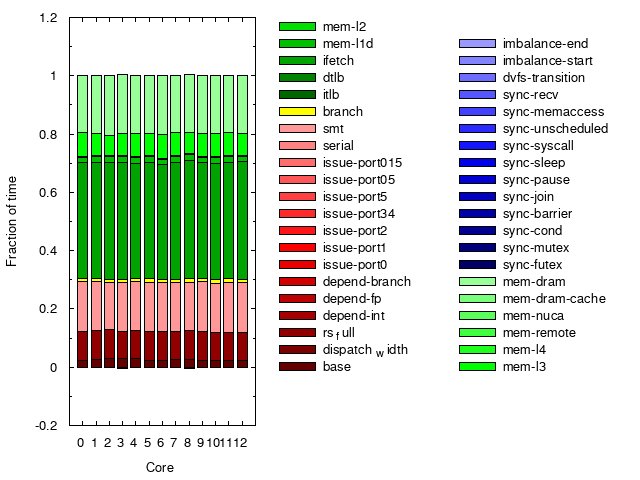 1.2
1
0.8
0.6
0.4
0.2
0
-0.2
Fraction of time
0 1 2 3 4 5 6 7 8 9 10 11 12
Core
mem-l2
mem-l1d
ifetch
dtlb
itlb
branch
smt
serial
issue-port015
issue-port05
issue-port5
issue-port34
issue-port2
issue-port1
issue-port0
depend-branch
depend-fp
depend-int
rsfull
dispatchwidth
base
imbalance-end
imbalance-start
dvfs-transition
sync-recv
sync-memaccess
sync-unscheduled
sync-syscall
sync-sleep
sync-pause
sync-join
sync-barrier
sync-cond
sync-mutex
sync-futex
mem-dram
mem-dram-cache
mem-nuca
mem-remote
mem-l4
mem-l3